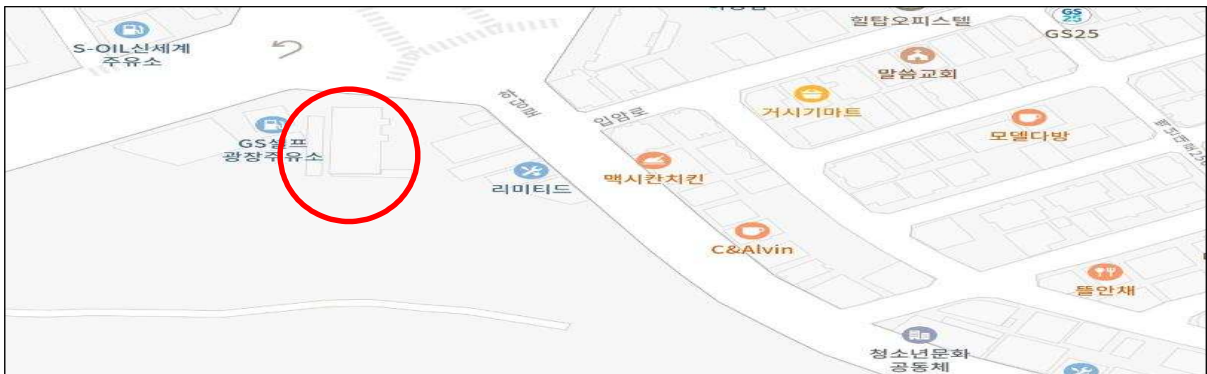 힐탑오피스텔
GS
25
GS25
S-OIL신세계
주유소
말씀교회
거시기마트
입암로
모델다방
GS셀프
광장주유소
맥시칸치킨
리미티드
C&Alvin
뜰안채
청소년문화
공동체